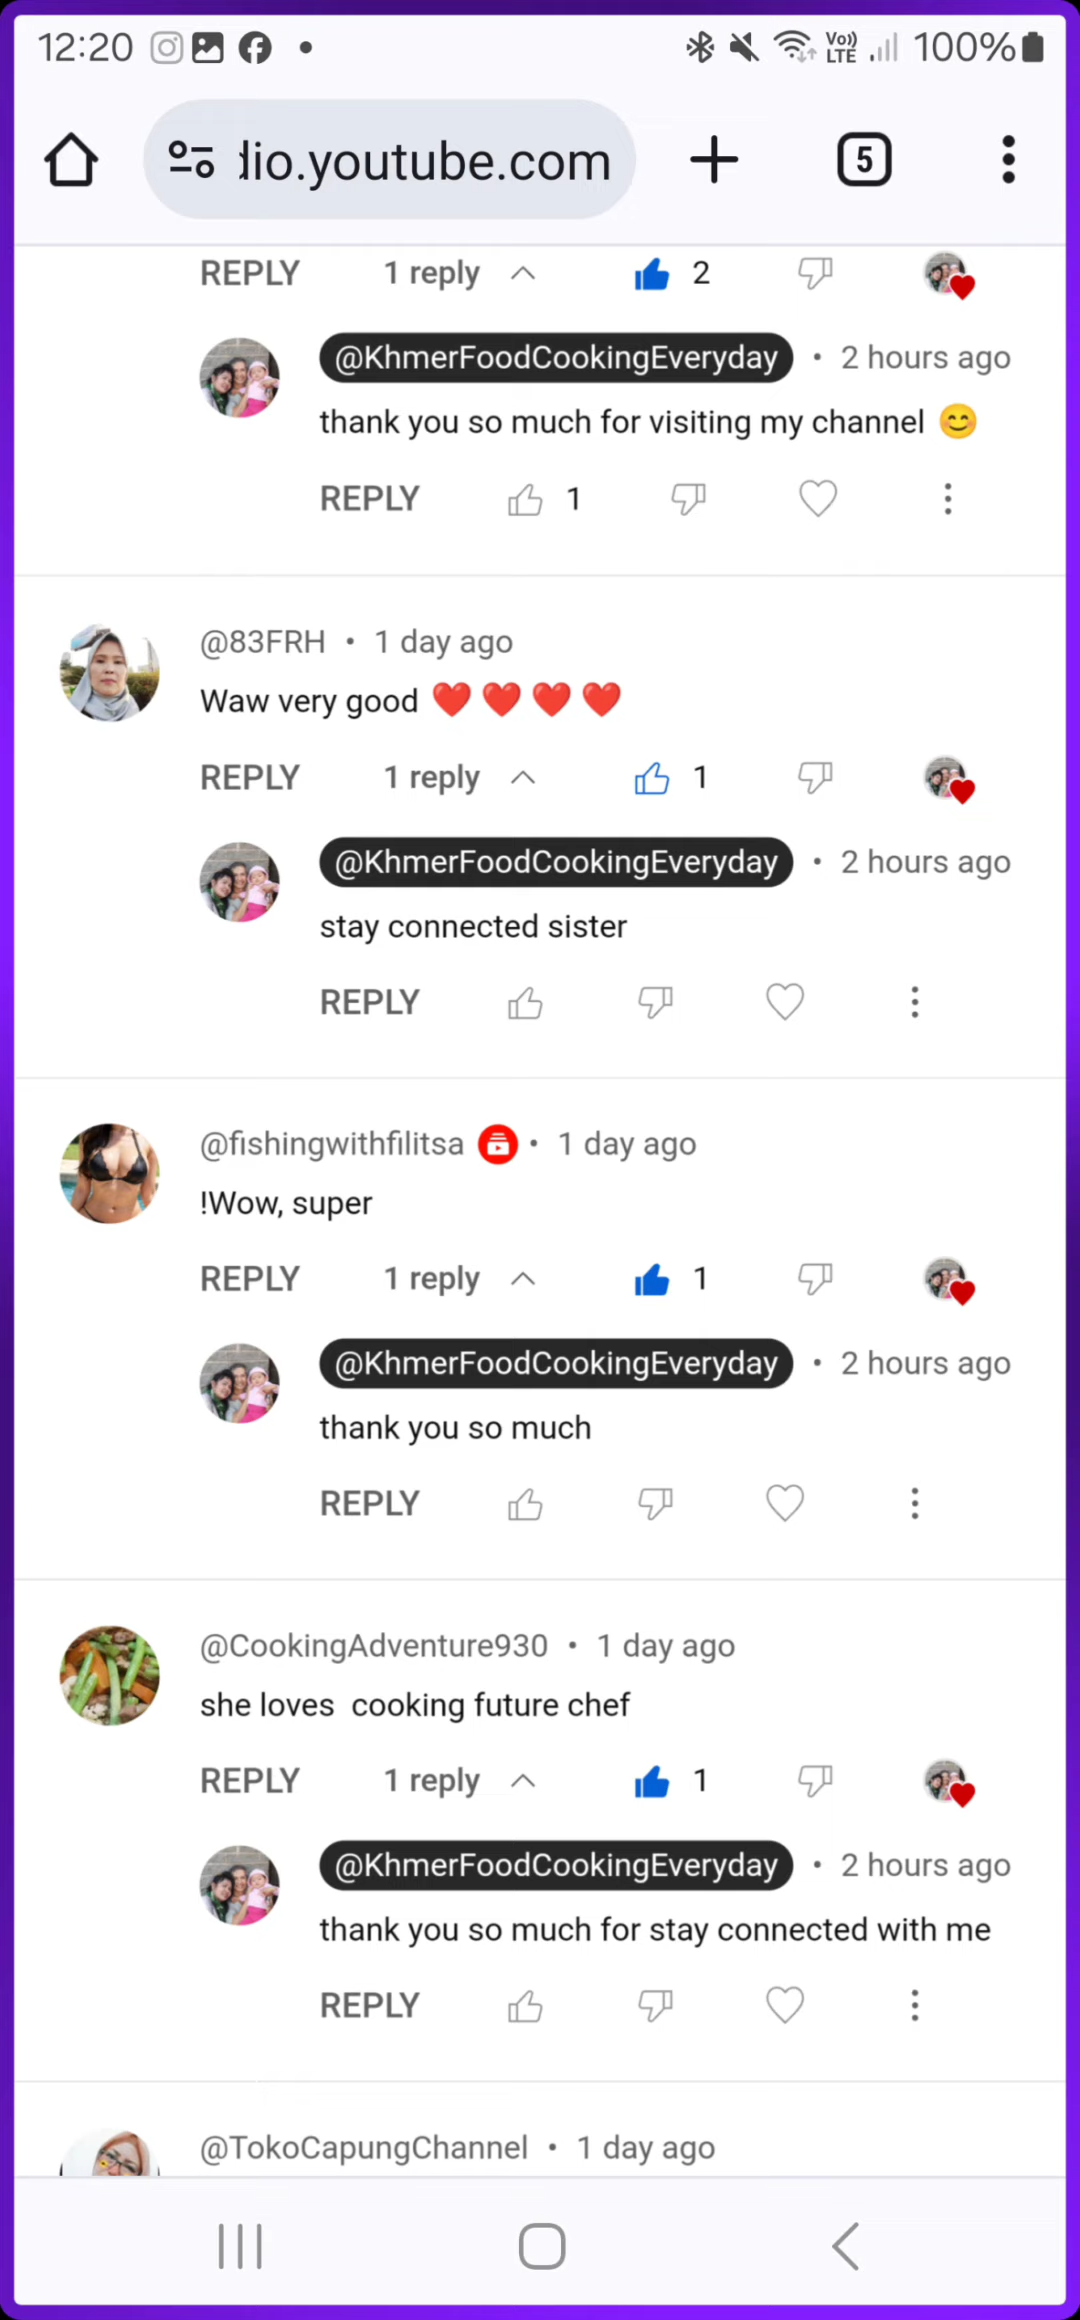 12:20 Vo)) LTE 100%
dio.youtube.com 5
REPLY 1 reply 2
@KhmerFoodCookingEveryday • 2 hours ago
thank you so much for visiting my channel 😊
REPLY 1
@83FRH • 1 day ago
Waw very good ❤️❤️❤️❤️
REPLY 1 reply 1
@KhmerFoodCookingEveryday • 2 hours ago
stay connected sister
REPLY
@fishingwithfilitsa • 1 day ago
!Wow, super
REPLY 1 reply 1
@KhmerFoodCookingEveryday • 2 hours ago
thank you so much
REPLY
@CookingAdventure930 • 1 day ago
she loves  cooking future chef
REPLY 1 reply 1
@KhmerFoodCookingEveryday • 2 hours ago
thank you so much for stay connected with me
REPLY
@TokoCapungChannel • 1 day ago